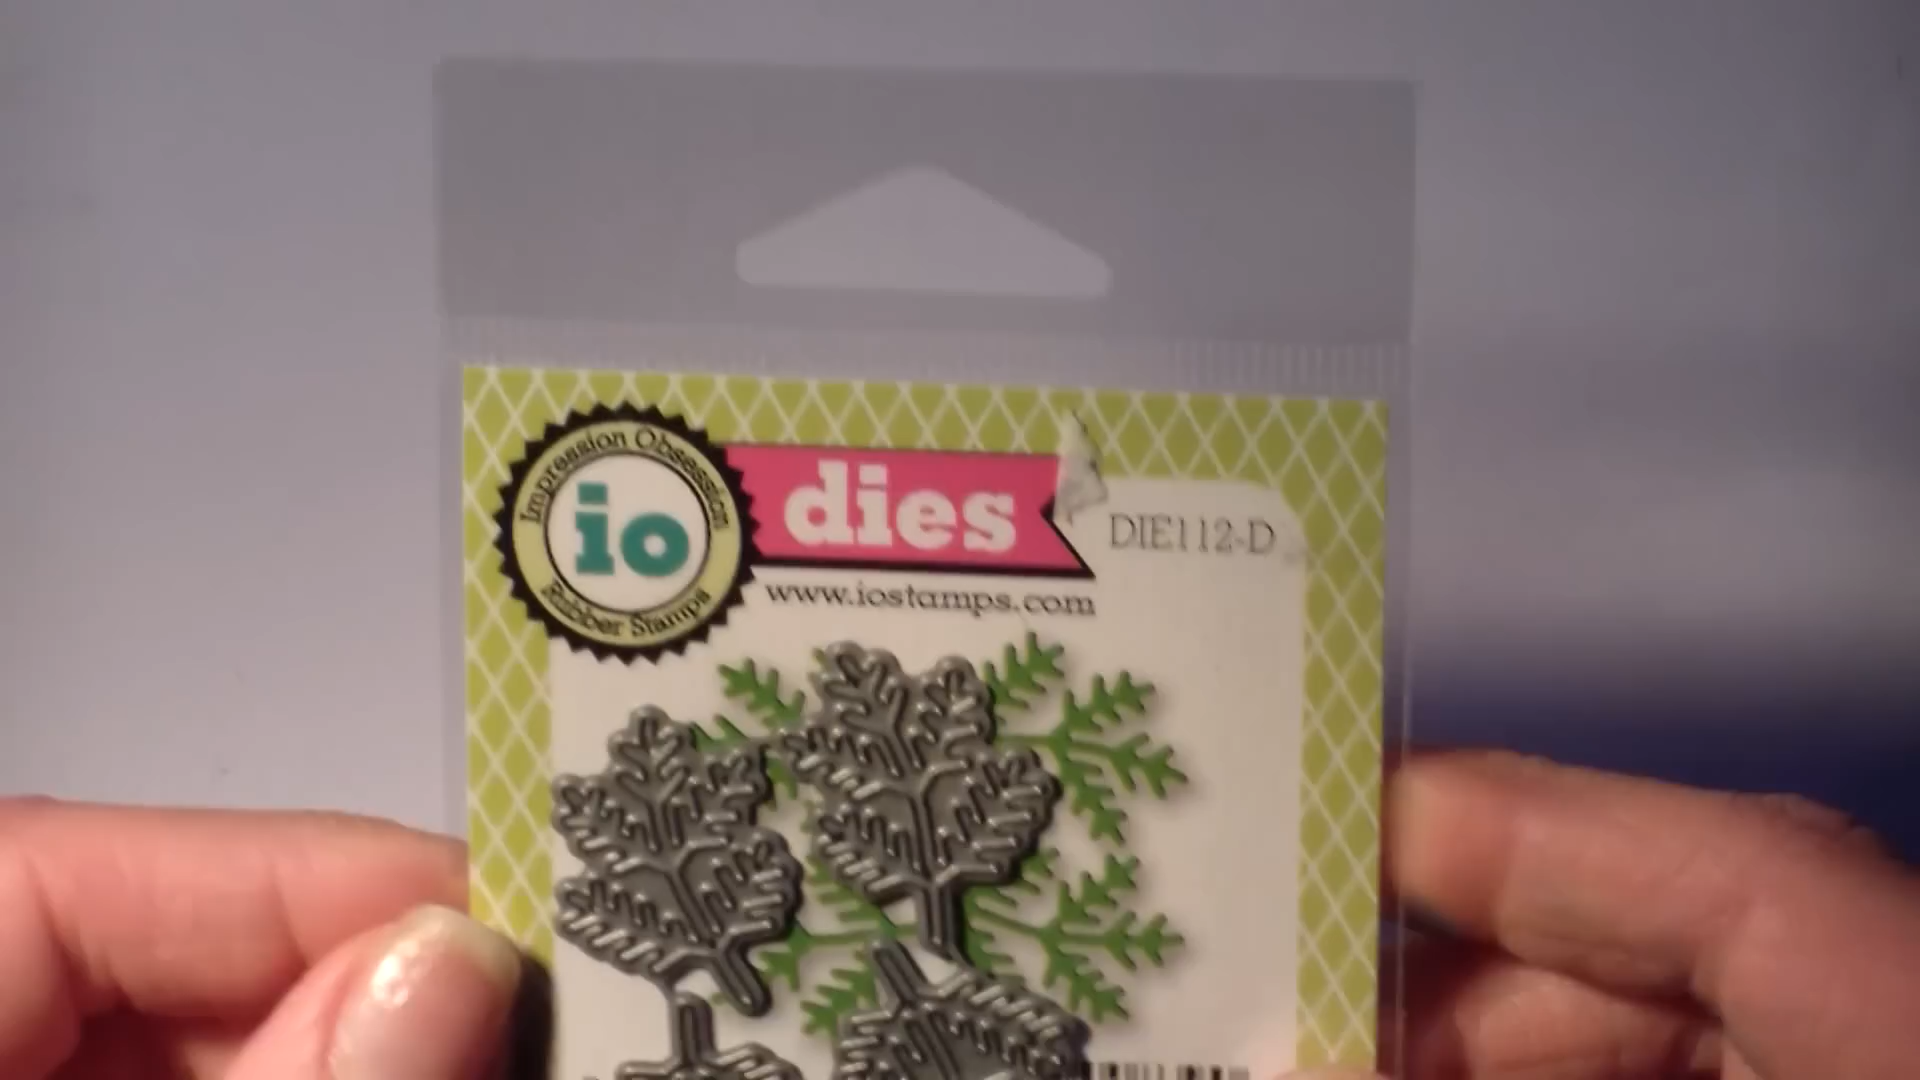 Impression Obsession
io
Rubber Stamps
dies
DIE112-D
www.iostamps.com